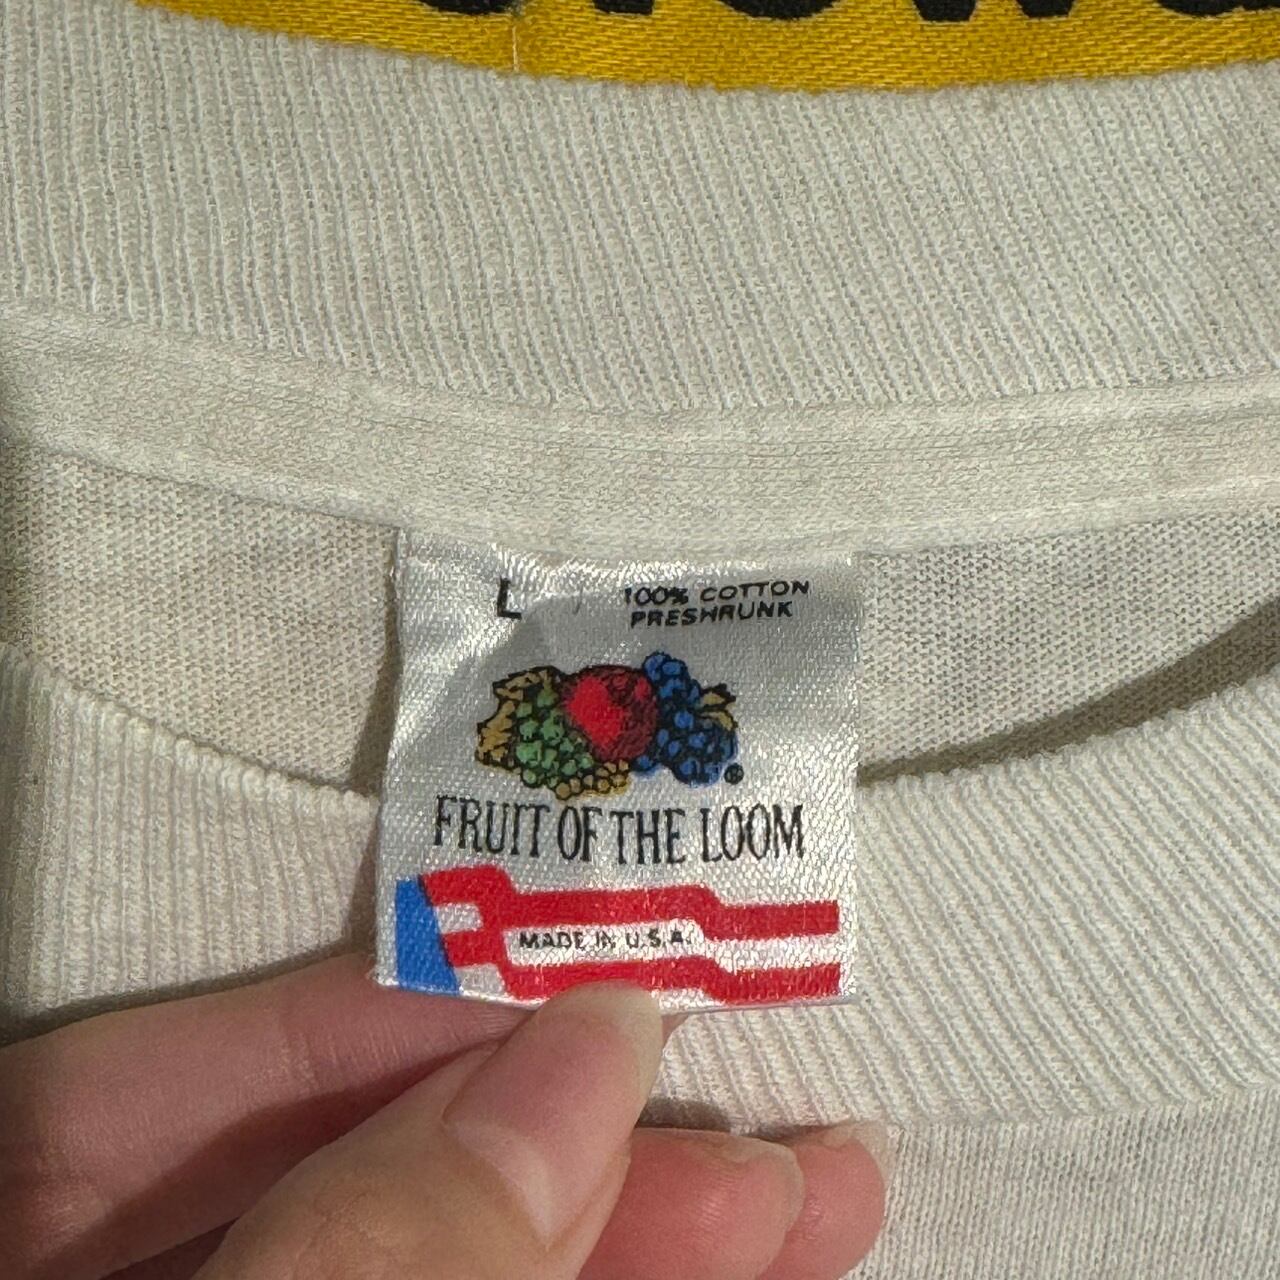 L
100% COTTON
PRESHRUNK
®
FRUIT OF THE LOOM
MADE IN U.S.A.